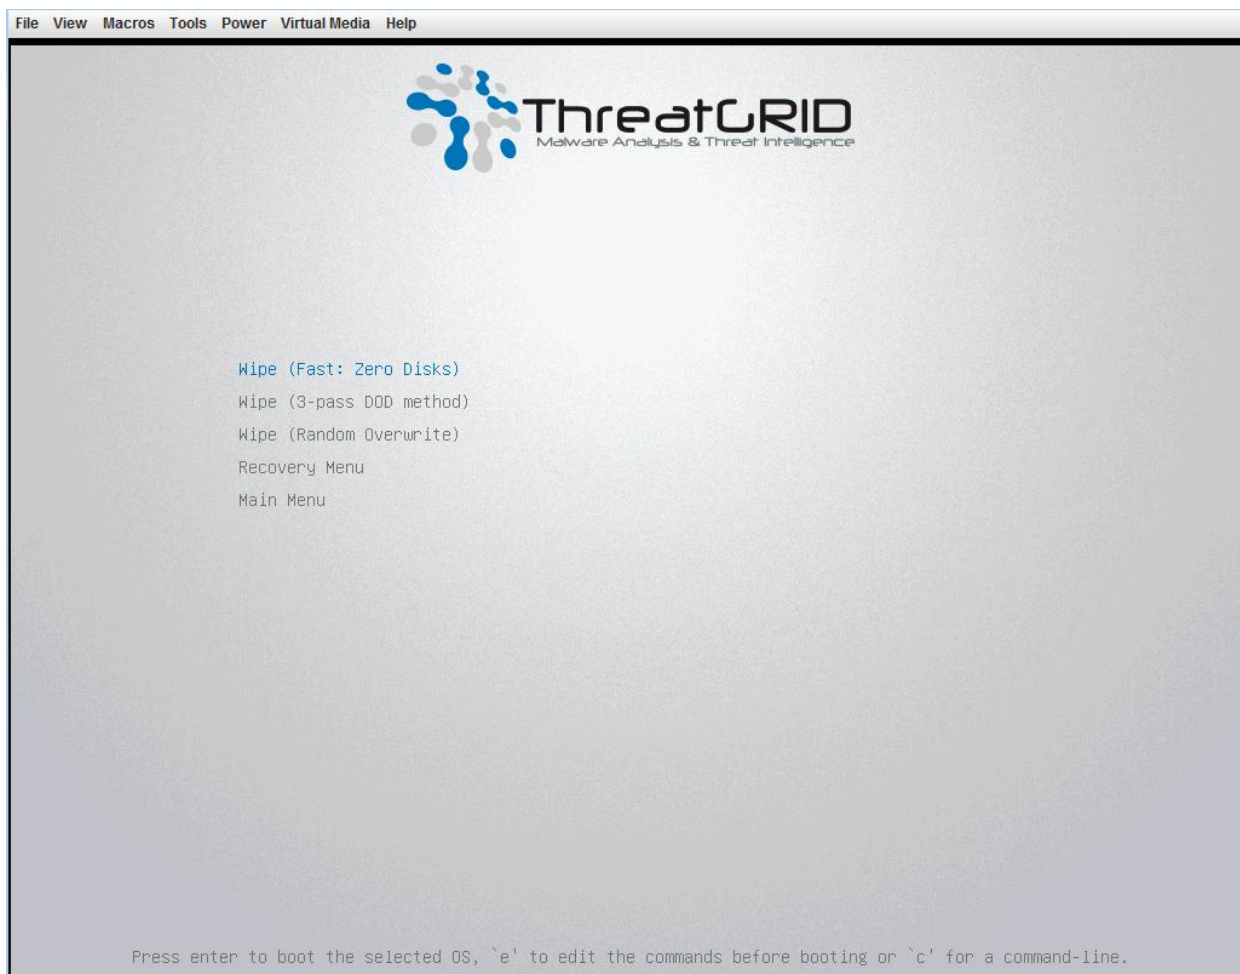 File View Macros Tools Power Virtual Media Help
ThreatGRID
Malware Analysis & Threat Intelligence
Wipe (Fast: Zero Disks)
Wipe (3-pass DOD method)
Wipe (Random Overwrite)
Recovery Menu
Main Menu
Press enter to boot the selected OS, `e' to edit the commands before booting or `c' for a command-line.